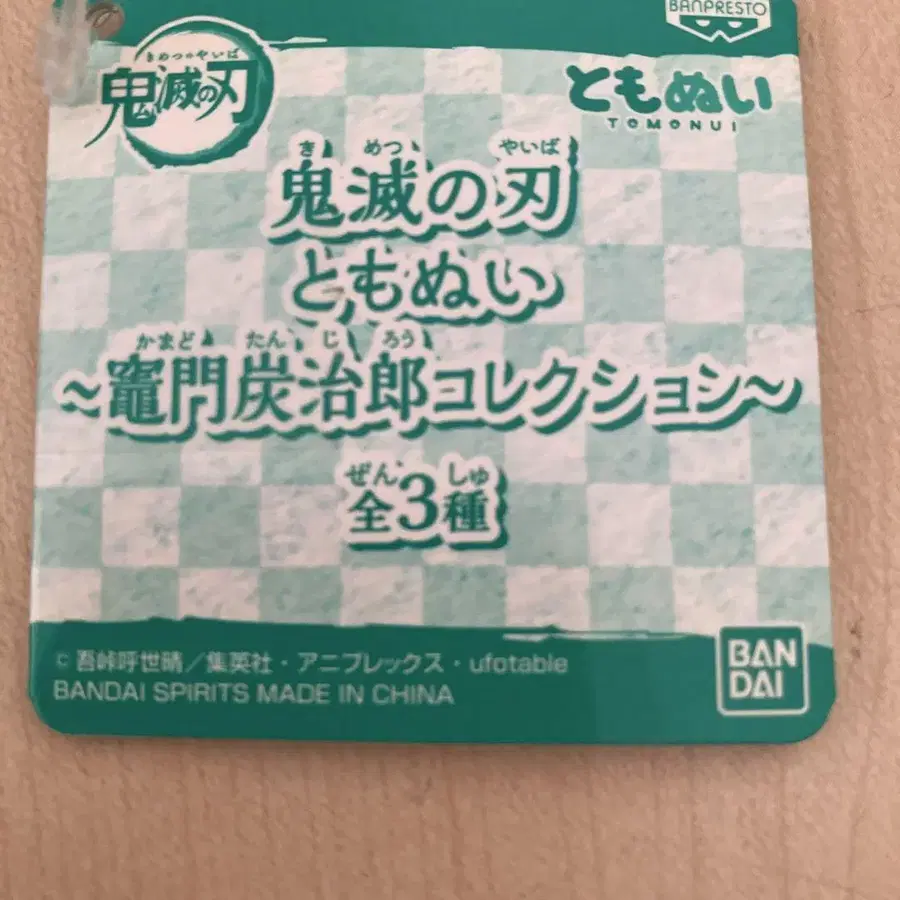 BANPRESTO
きめつのやいば
鬼滅の刃
ともぬい
TOMONUI
き めつ やいば
鬼滅の刃
ともぬい
かまど たん じ ろう
〜竈門炭治郎コレクション〜
ぜん しゅ
全3種
© 吾峠呼世晴／集英社・アニプレックス・ufotable
BANDAI SPIRITS MADE IN CHINA
BAN
DAI